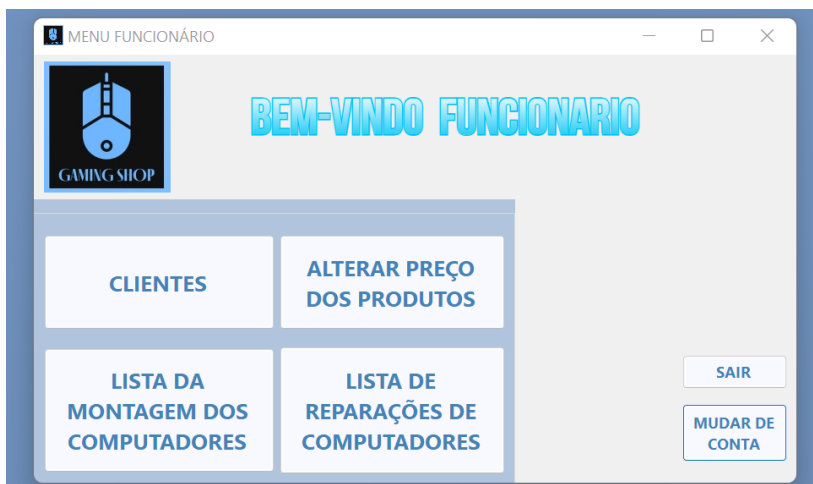 MENU FUNCIONÁRIO
BEM-VINDO FUNCIONARIO
GAMING SHOP
CLIENTES
ALTERAR PREÇO
DOS PRODUTOS
LISTA DA
MONTAGEM DOS
COMPUTADORES
LISTA DE
REPARAÇÕES DE
COMPUTADORES
SAIR
MUDAR DE
CONTA